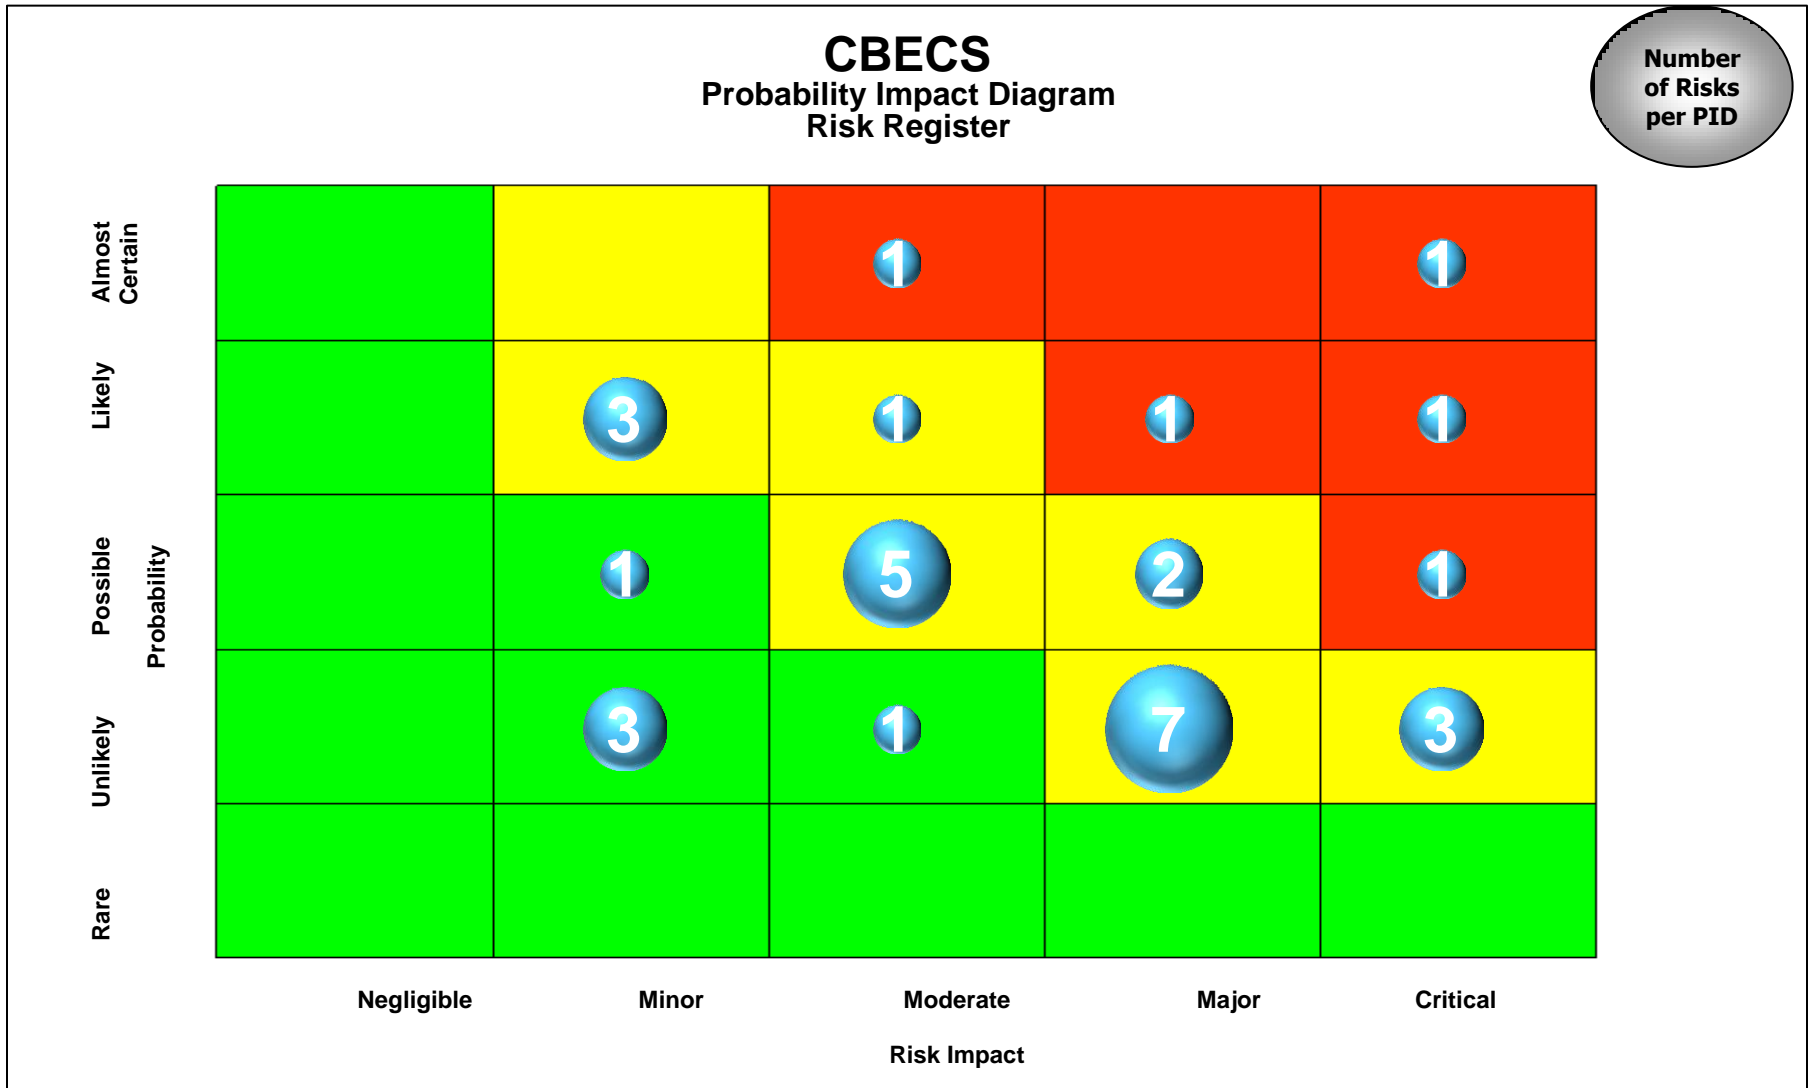 CBECS
Probability Impact Diagram
Risk Register
Number
of Risks
per PID
Almost
Certain
1
1
Likely
3
1
1
1
Possible
Probability
1
5
2
1
Unlikely
3
1
7
3
Rare
Negligible
Minor
Moderate
Major
Critical
Risk Impact